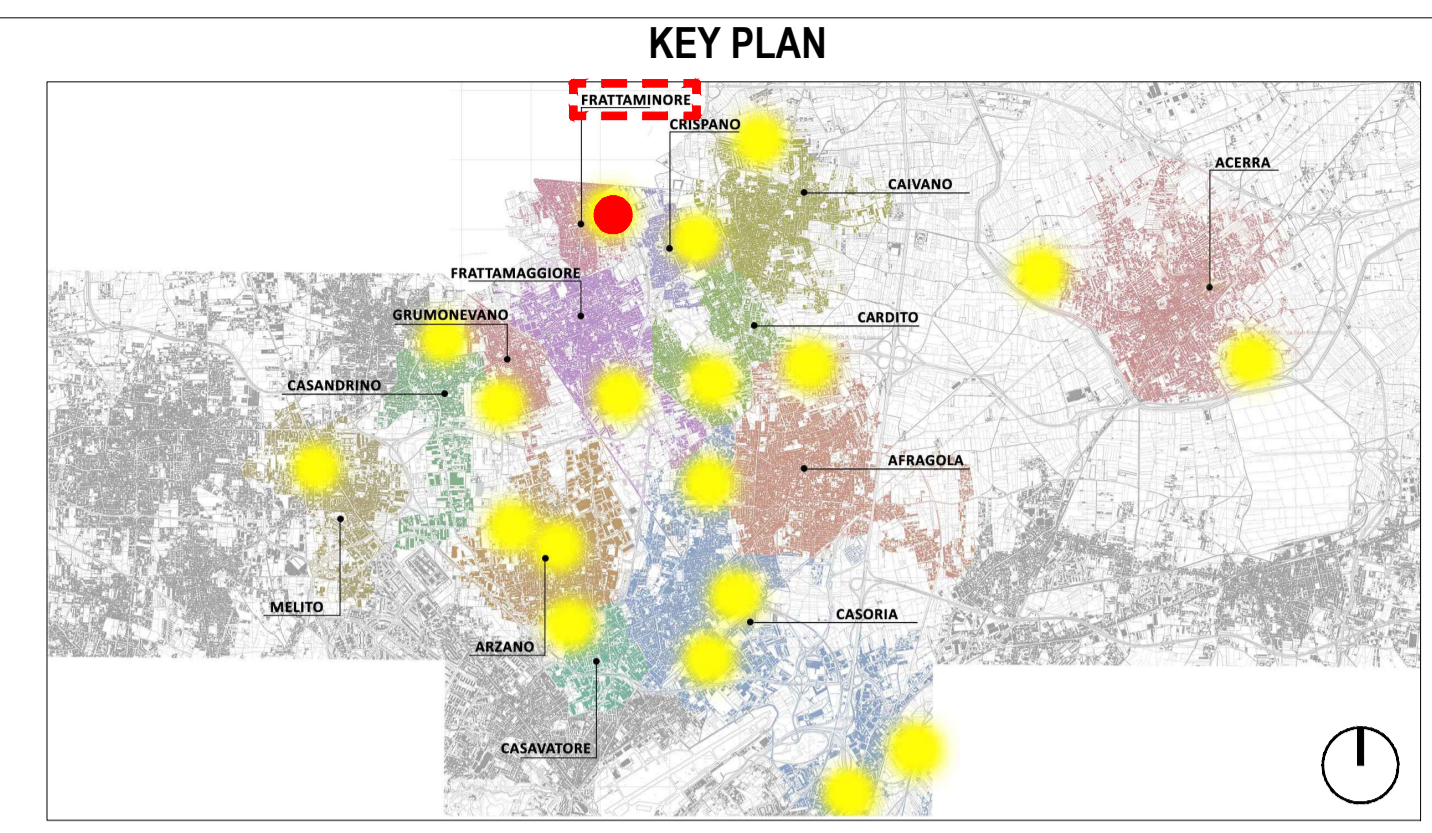 KEY PLAN
FRATTAMINORE
CRISPANO
ACERRA
CAIVANO
FRATTAMAGGIORE
GRUMONEVANO
CARDITO
CASANDRINO
AFRAGOLA
MELITO
CASORIA
ARZANO
CASAVATORE